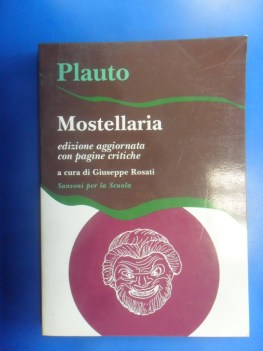 Plauto
Mostellaria
edizione aggiornata
con pagine critiche
a cura di Giuseppe Rosati
Sansoni per la Scuola